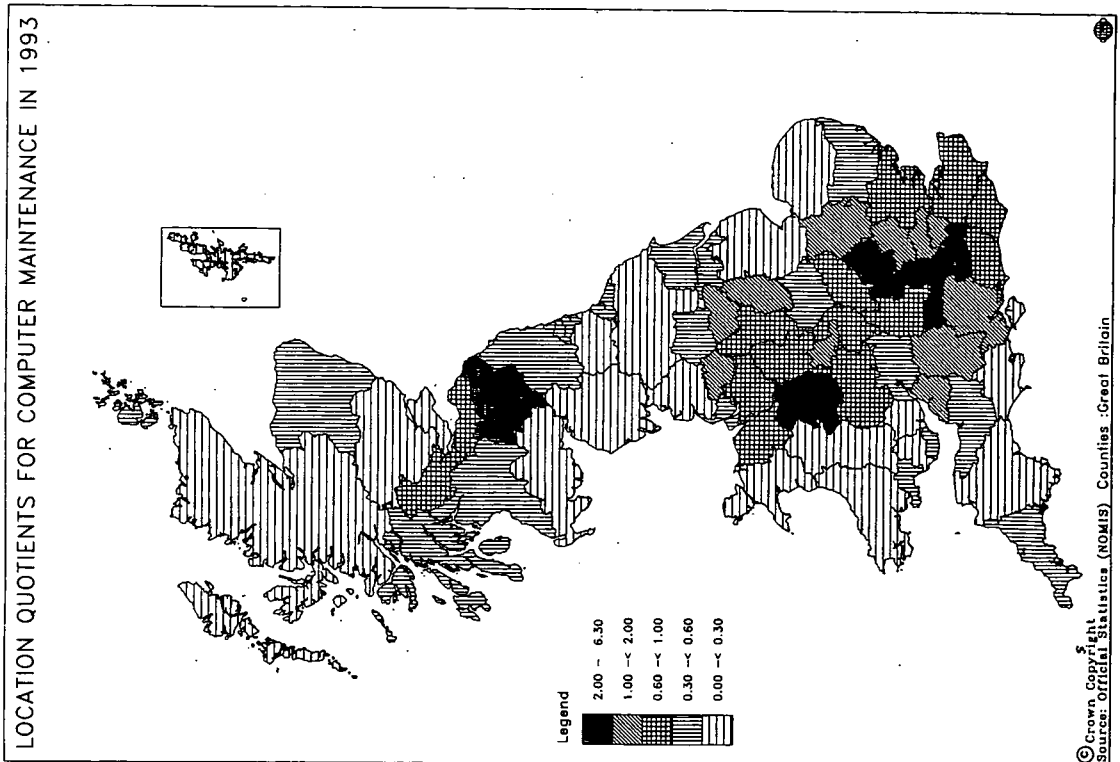 LOCATION QUOTIENTS FOR COMPUTER MAINTENANCE IN 1993
Legend
2.00 - 6.30
1.00 -< 2.00
0.60 -< 1.00
0.30 -< 0.60
0.00 -< 0.30
© Crown Copyright
Source: Official Statistics (NOMIS) Counties :Great Britain